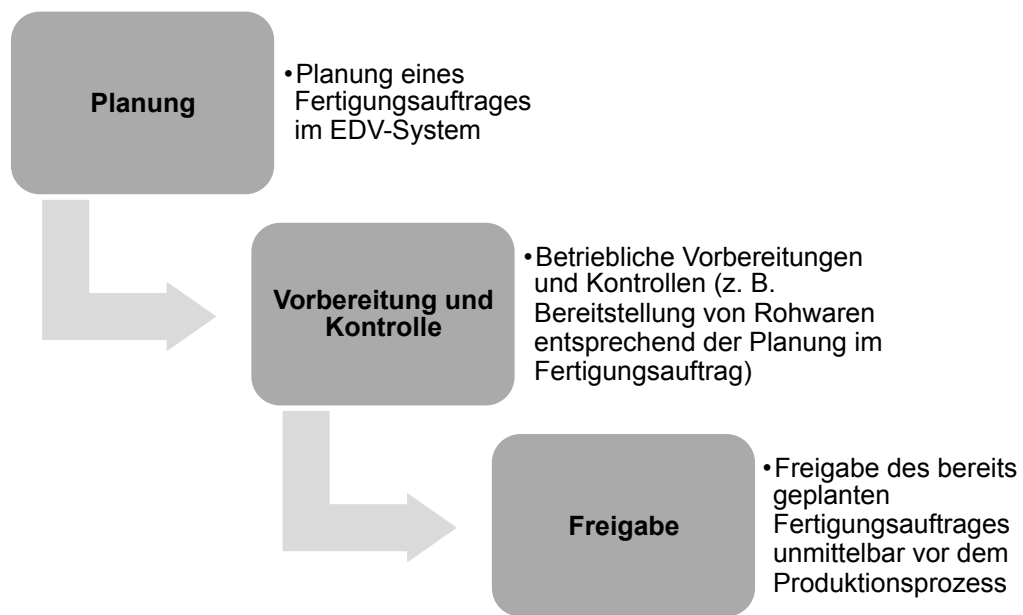 Planung
•Planung eines
Fertigungsauftrages
im EDV-System
Vorbereitung und
Kontrolle
•Betriebliche Vorbereitungen
und Kontrollen (z. B.
Bereitstellung von Rohwaren
entsprechend der Planung im
Fertigungsauftrag)
Freigabe
•Freigabe des bereits
geplanten
Fertigungsauftrages
unmittelbar vor dem
Produktionsprozess